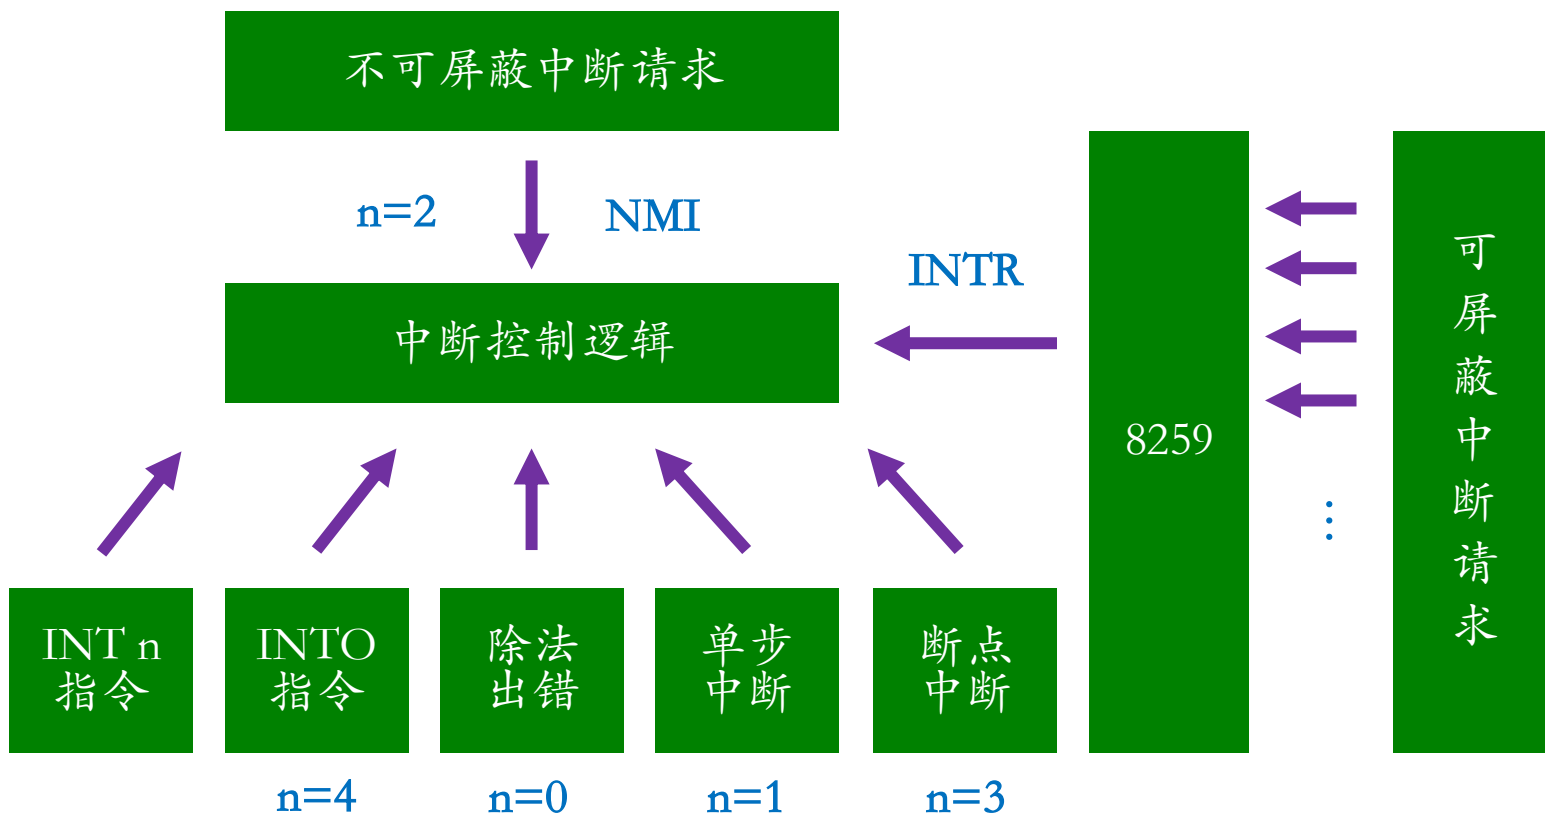 不可屏蔽中断请求
n=2
NMI
INTR
中断控制逻辑
8259
可屏蔽中断请求
⋮
INT n
指令
INTO
指令
除法
出错
单步
中断
断点
中断
n=4
n=0
n=1
n=3